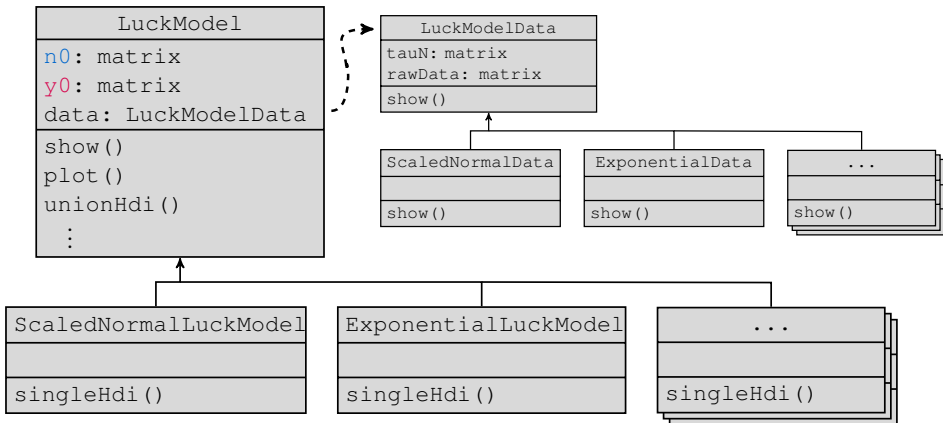 LuckModel
n0: matrix
y0: matrix
data: LuckModelData
show()
plot()
unionHdi()
⋮
LuckModelData
tauN: matrix
rawData: matrix
show()
ScaledNormalData
show()
ExponentialData
show()
...
show()
ScaledNormalLuckModel
singleHdi()
ExponentialLuckModel
singleHdi()
...
singleHdi()